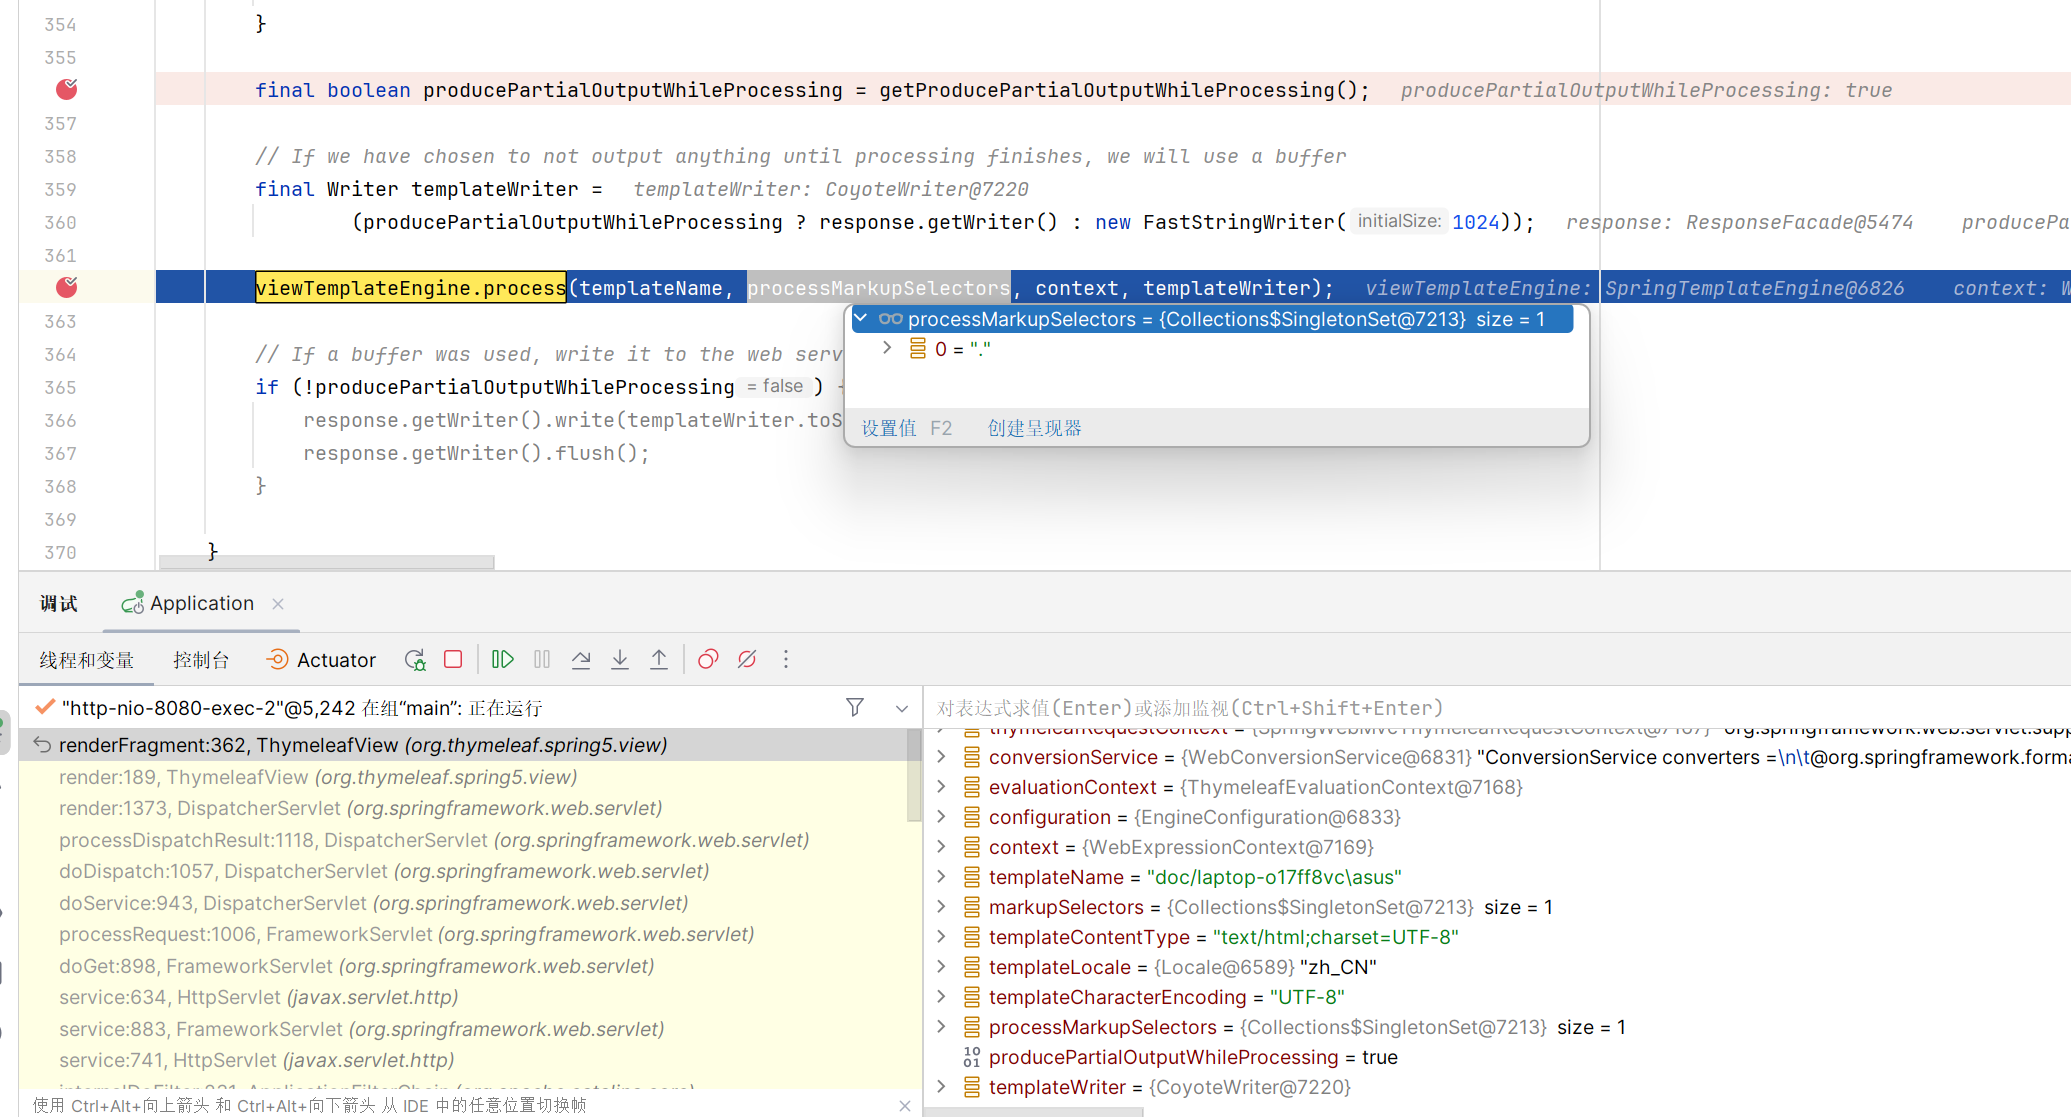 354 }
355
final boolean producePartialOutputWhileProcessing = getProducePartialOutputWhileProcessing(); producePartialOutputWhileProcessing: true
357
358 // If we have chosen to not output anything until processing finishes, we will use a buffer
359 final Writer templateWriter = templateWriter: CoyoteWriter@7220
360 (producePartialOutputWhileProcessing ? response.getWriter() : new FastStringWriter( initialSize: 1024)); response: ResponseFacade@5474 producePa
361
viewTemplateEngine.process(templateName, processMarkupSelectors, context, templateWriter); viewTemplateEngine: SpringTemplateEngine@6826 context: W
363 processMarkupSelectors = {Collections$SingletonSet@7213} size = 1
364 // If a buffer was used, write it to the web serv 0 = "."
365 if (!producePartialOutputWhileProcessing = false ) {
366 response.getWriter().write(templateWriter.toS 设置值 F2 创建呈现器
367 response.getWriter().flush();
368 }
369
370 }
调试 Application
线程和变量 控制台 Actuator
"http-nio-8080-exec-2"@5,242 在组“main”: 正在运行
renderFragment:362, ThymeleafView (org.thymeleaf.spring5.view)
render:189, ThymeleafView (org.thymeleaf.spring5.view)
render:1373, DispatcherServlet (org.springframework.web.servlet)
processDispatchResult:1118, DispatcherServlet (org.springframework.web.servlet)
doDispatch:1057, DispatcherServlet (org.springframework.web.servlet)
doService:943, DispatcherServlet (org.springframework.web.servlet)
processRequest:1006, FrameworkServlet (org.springframework.web.servlet)
doGet:898, FrameworkServlet (org.springframework.web.servlet)
service:634, HttpServlet (javax.servlet.http)
service:883, FrameworkServlet (org.springframework.web.servlet)
service:741, HttpServlet (javax.servlet.http)
使用 Ctrl+Alt+向上箭头 和 Ctrl+Alt+向下箭头 从 IDE 中的任意位置切换帧
对表达式求值(Enter)或添加监视(Ctrl+Shift+Enter)
thymeleafRequestContext = {SpringWebMvcThymeleafRequestContext@7167} "org.springframework.web.servlet.supp
conversionService = {WebConversionService@6831} "ConversionService converters =\n\t@org.springframework.forma
evaluationContext = {ThymeleafEvaluationContext@7168}
configuration = {EngineConfiguration@6833}
context = {WebExpressionContext@7169}
templateName = "doc/laptop-o17ff8vc\asus"
markupSelectors = {Collections$SingletonSet@7213} size = 1
templateContentType = "text/html;charset=UTF-8"
templateLocale = {Locale@6589} "zh_CN"
templateCharacterEncoding = "UTF-8"
processMarkupSelectors = {Collections$SingletonSet@7213} size = 1
producePartialOutputWhileProcessing = true
templateWriter = {CoyoteWriter@7220}